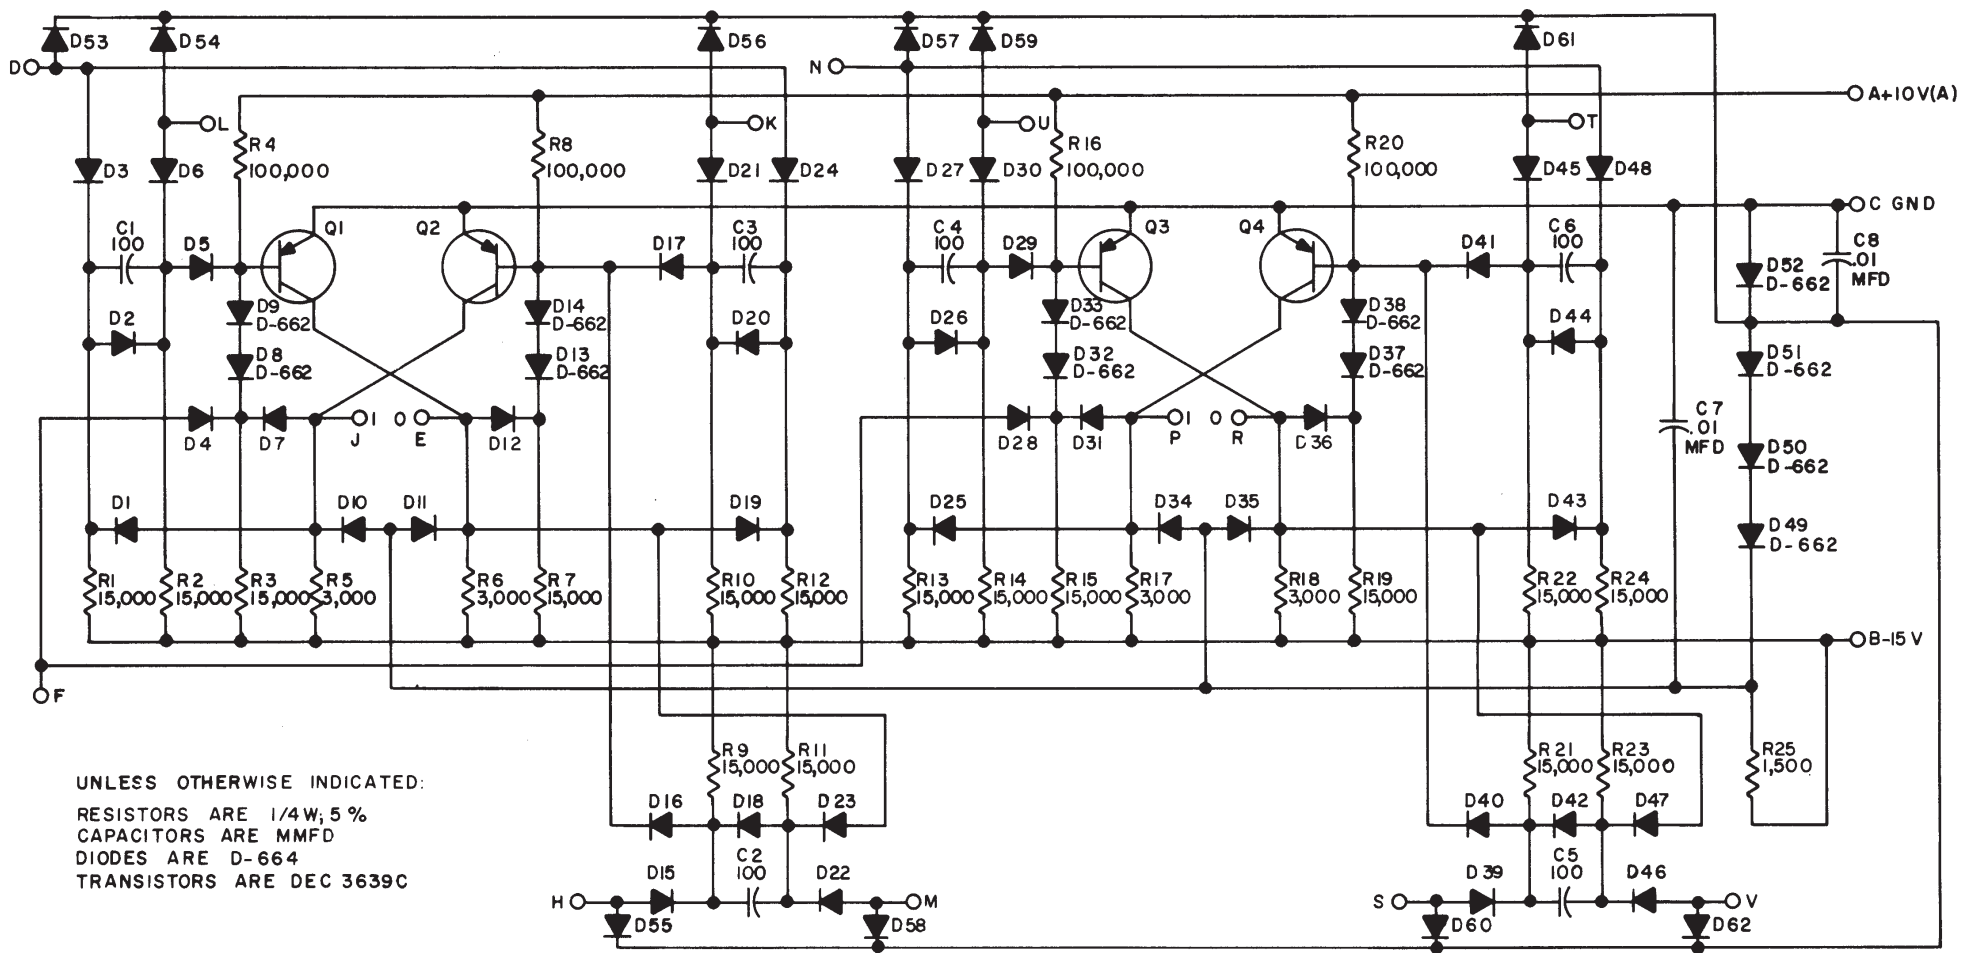 D53
D54
D56
D57
D59
D61
D
N
A+10V(A)
L
K
U
T
R4
100,000
R8
100,000
R16
100,000
R20
100,000
D3
D6
D21
D24
D27
D30
D45
D48
C GND
C1
100
D5
Q1
Q2
D17
C3
100
C4
100
D29
Q3
Q4
D41
C6
100
D52
D-662
C8
.01
MFD
D9
D-662
D14
D-662
D33
D-662
D38
D-662
D2
D20
D26
D44
D8
D-662
D13
D-662
D32
D-662
D37
D-662
D51
D-662
D4
D7
1
J
0
E
D12
D28
D31
1
P
0
R
D36
C7
.01
MFD
D50
D-662
D1
D10
D11
D19
D25
D34
D35
D43
D49
D-662
R1
15,000
R2
15,000
R3
15,000
R5
3,000
R6
3,000
R7
15,000
R10
15,000
R12
15,000
R13
15,000
R14
15,000
R15
15,000
R17
3,000
R18
3,000
R19
15,000
R22
15,000
R24
15,000
B-15V
F
R9
15,000
R11
15,000
R21
15,000
R23
15,000
R25
1,500
UNLESS OTHERWISE INDICATED:
RESISTORS ARE 1/4W; 5%
CAPACITORS ARE MMFD
DIODES ARE D-664
TRANSISTORS ARE DEC 3639C
D16
D18
D23
D40
D42
D47
D15
C2
100
D22
D39
C5
100
D46
H
M
S
V
D55
D58
D60
D62